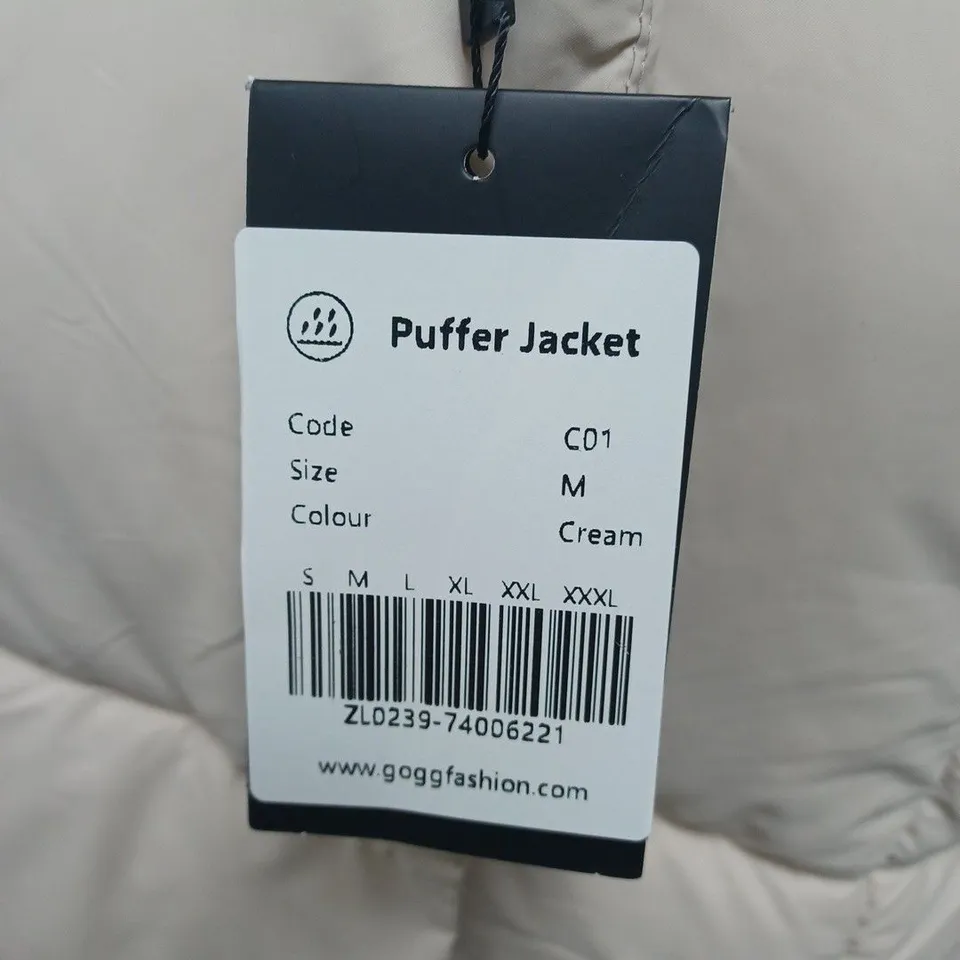 Puffer Jacket
Code C01
Size M
Colour Cream
S M L XL XXL XXXL
ZL0239-74006221
www.goggfashion.com